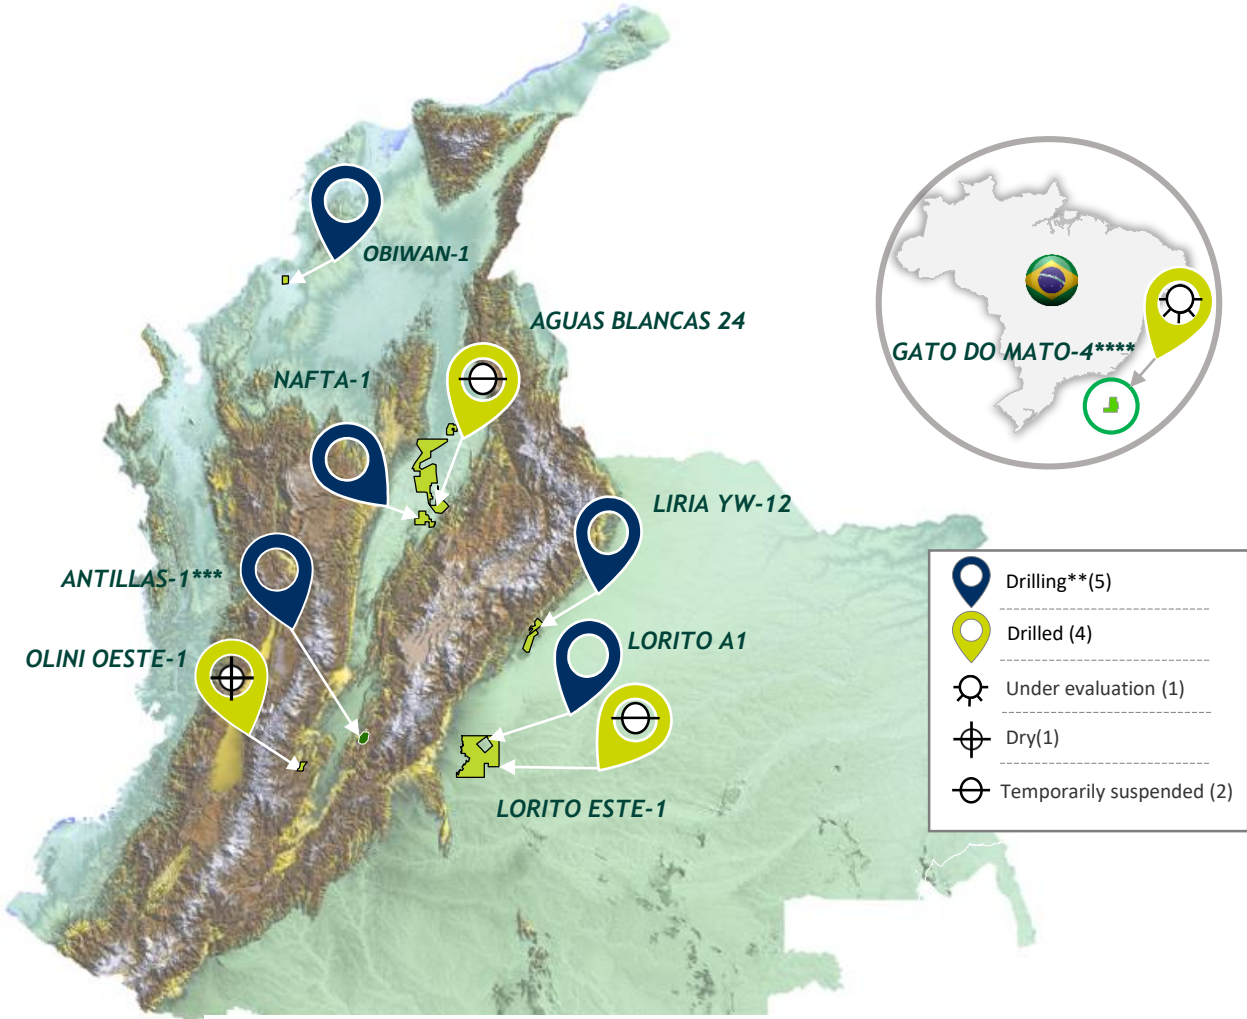 OBIWAN-1
AGUAS BLANCAS 24
NAFTA-1
GATO DO MATO-4****
LIRIA YW-12
ANTILLAS-1***
OLINI OESTE-1
LORITO A1
LORITO ESTE-1
Drilling**(5)
Drilled (4)
Under evaluation (1)
Dry(1)
Temporarily suspended (2)